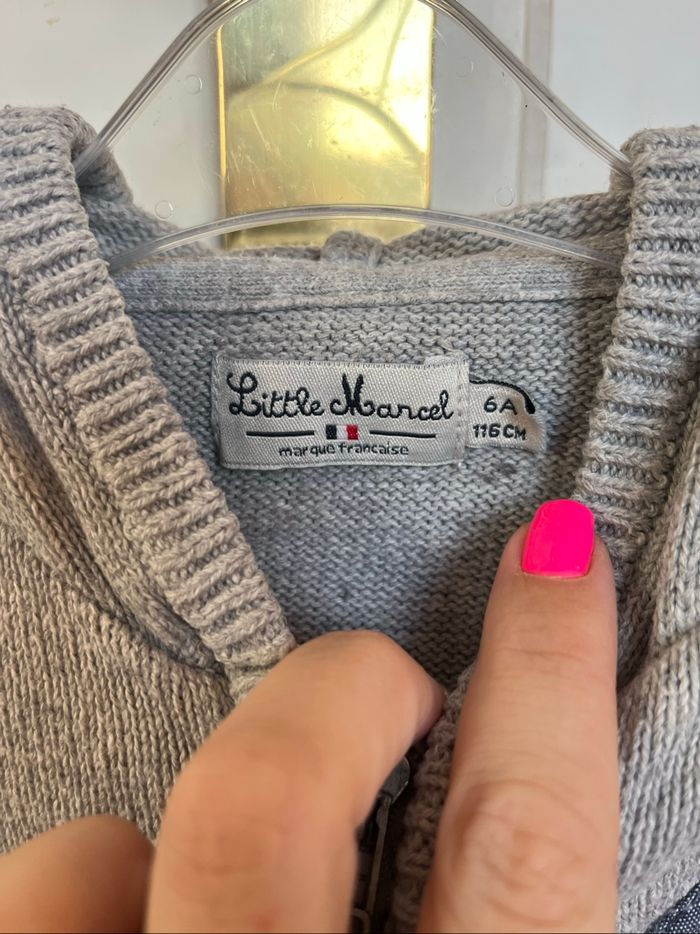 Little Marcel
marque française
6A
116 CM